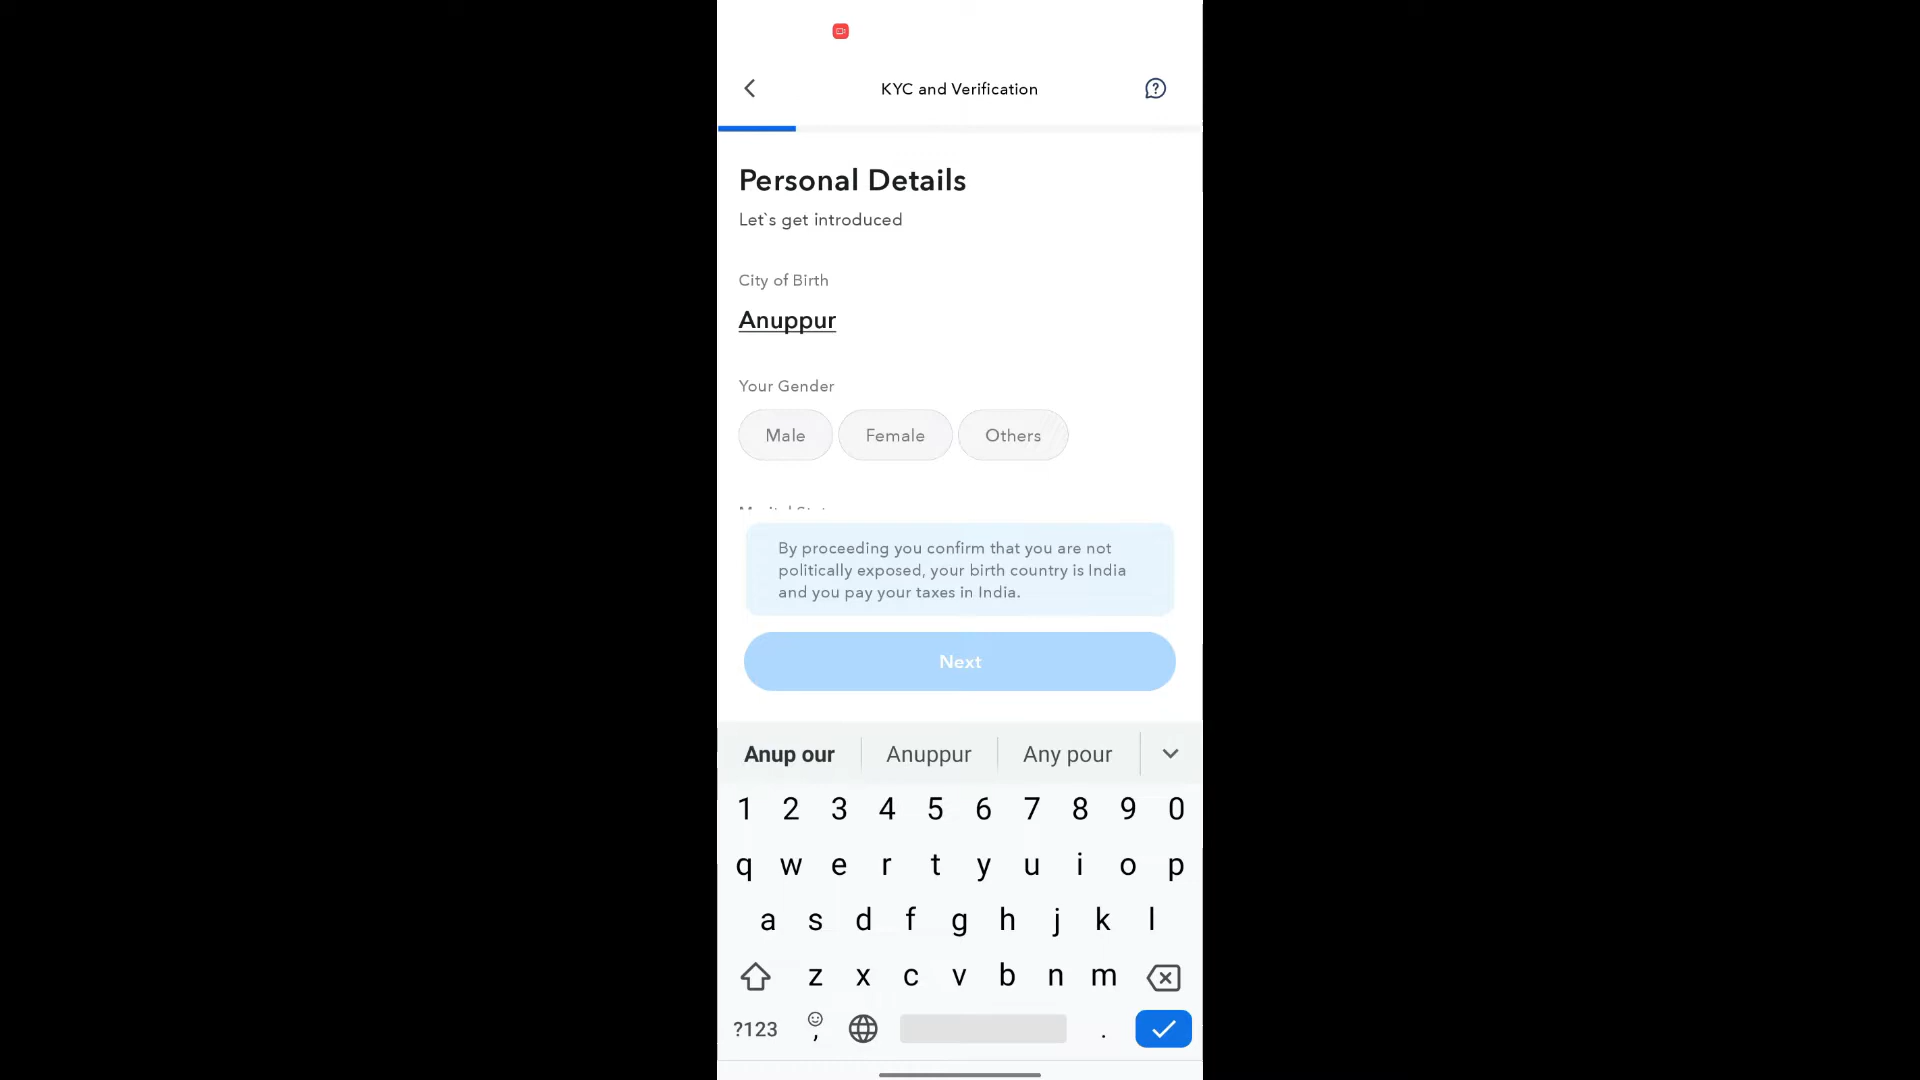 KYC and Verification
Personal Details
Let`s get introduced
City of Birth
Anuppur
Your Gender
Male Female Others
By proceeding you confirm that you are not
politically exposed, your birth country is India
and you pay your taxes in India.
Next
Anup our Anuppur Any pour
1 2 3 4 5 6 7 8 9 0
q w e r t y u i o p
a s d f g h j k l
z x c v b n m
?123 , .